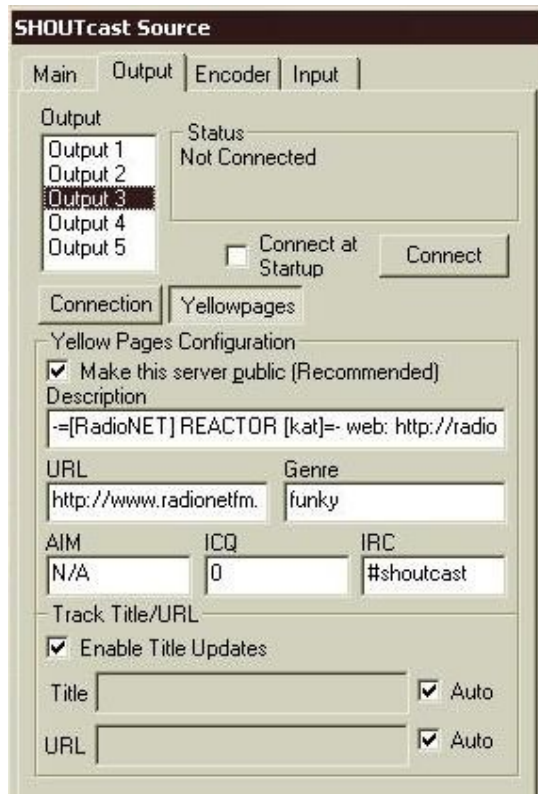 SHOUTcast Source
Main Output Encoder Input
Output
Output 1
Output 2
Output 3
Output 4
Output 5
Status
Not Connected
Connect at
Startup
Connect
Connection Yellowpages
Yellow Pages Configuration
Make this server public (Recommended)
Description
-=[RadioNET] REACTOR [kat]=- web: http://radio
URL Genre
http://www.radionetfm. funky
AIM ICQ IRC
N/A 0 #shoutcast
Track Title/URL
Enable Title Updates
Title Auto
URL Auto